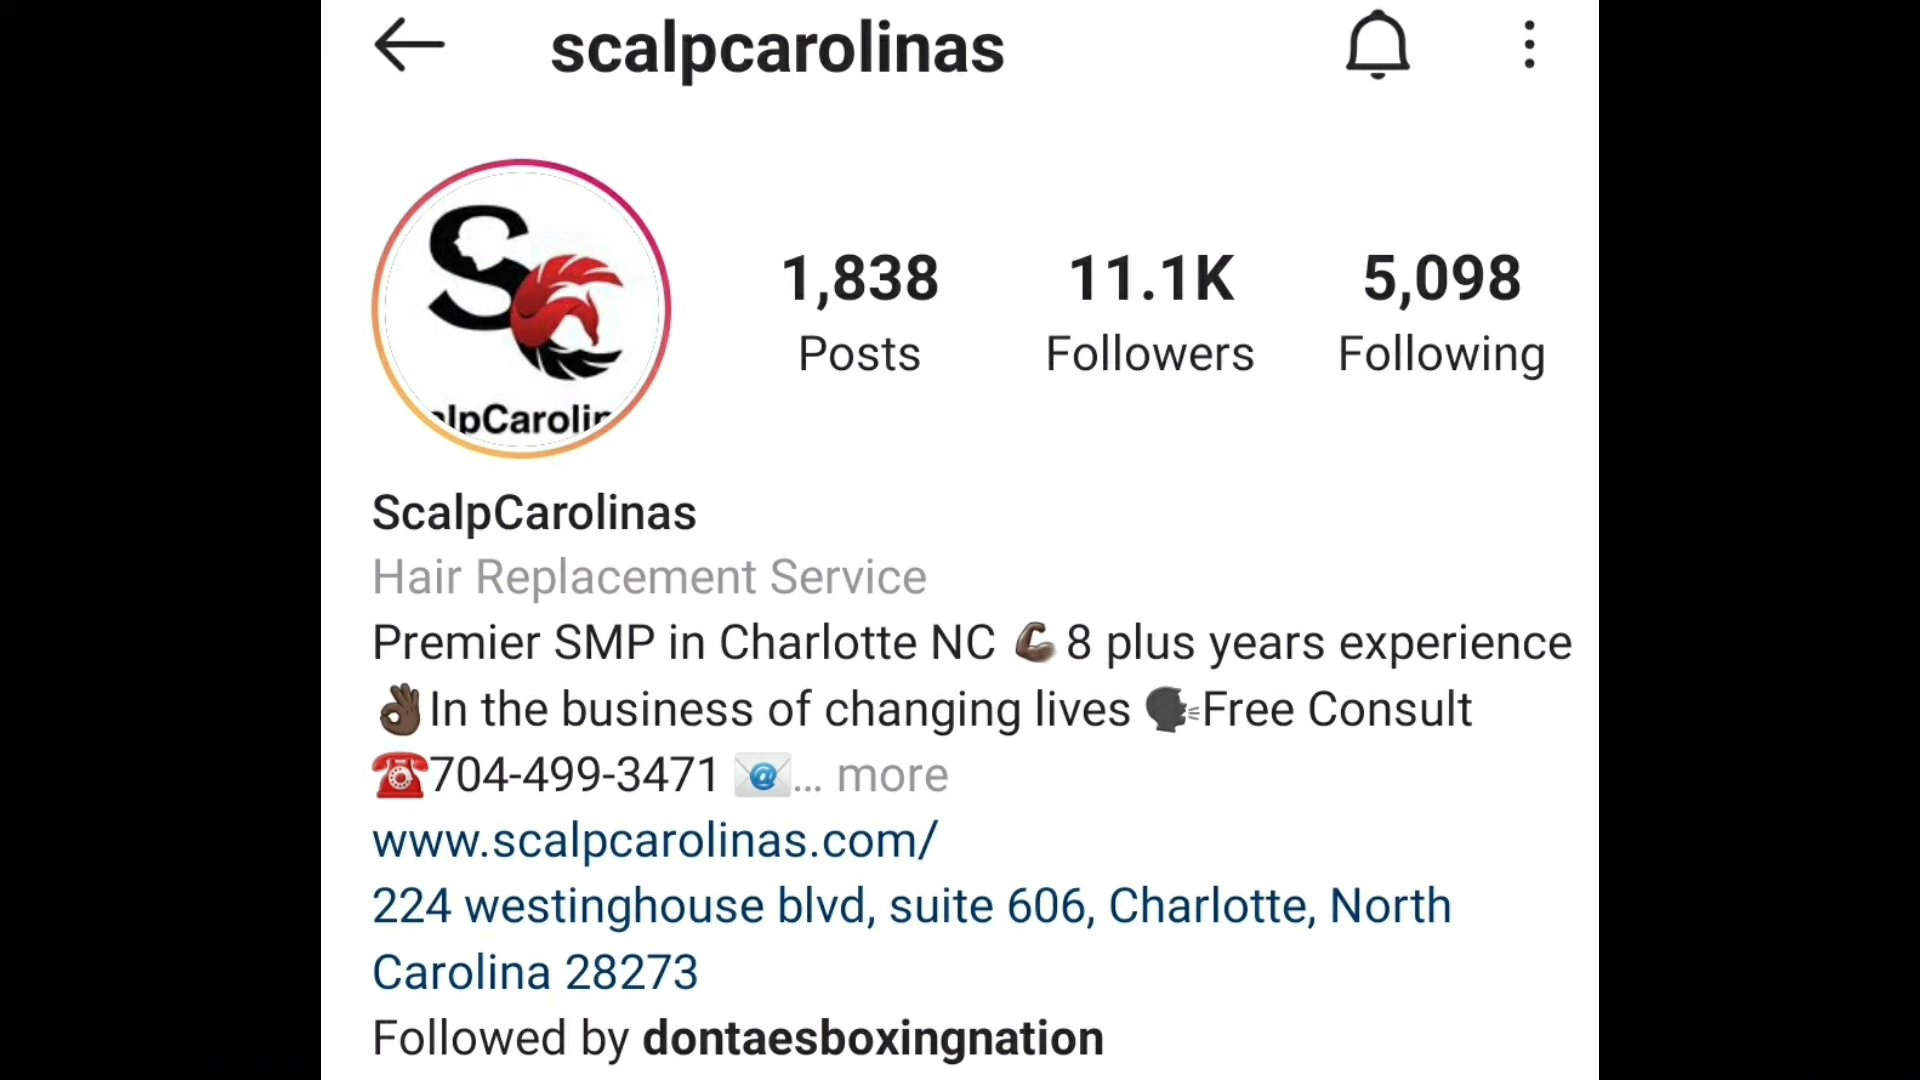 scalpcarolinas
SC
alpCarolin
1,838 11.1K 5,098
Posts Followers Following
ScalpCarolinas
Hair Replacement Service
Premier SMP in Charlotte NC 💪🏿 8 plus years experience
👌🏿In the business of changing lives 🗣️Free Consult
☎️704-499-3471 📧... more
www.scalpcarolinas.com/
224 westinghouse blvd, suite 606, Charlotte, North
Carolina 28273
Followed by dontaesboxingnation